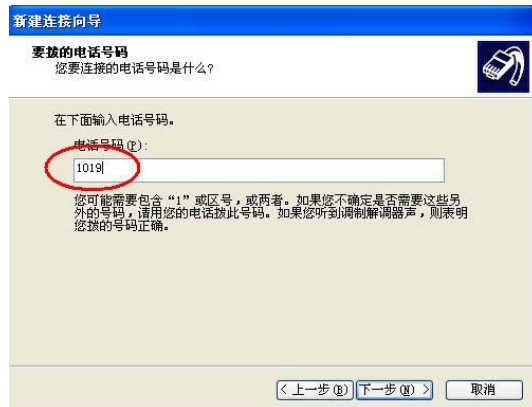 新建连接向导
要拨的电话号码
您要连接的电话号码是什么?
在下面输入电话号码。
电话号码(P):
1019
您可能需要包含“1”或区号，或两者。如果您不确定是否需要这些另
外的号码，请用您的电话拨此号码。如果您听到调制解调器声，则表明
您拨的号码正确。
< 上一步(B) 下一步(N) > 取消